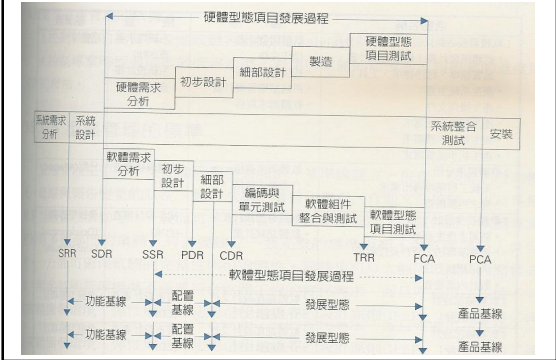 硬體型態項目發展過程
硬體型態
項目測試
製造
細部設計
初步設計
硬體需求
分析
系統需求
分析
系統
設計
系統整合
測試
安裝
軟體需求
分析
初步
設計
細部
設計
編碼與
單元測試
軟體組件
整合與測試
軟體型態
項目測試
SRR SDR SSR PDR CDR TRR FCA PCA
軟體型態項目發展過程
功能基線
配置
基線
發展型態
產品基線
功能基線
配置
基線
發展型態
產品基線